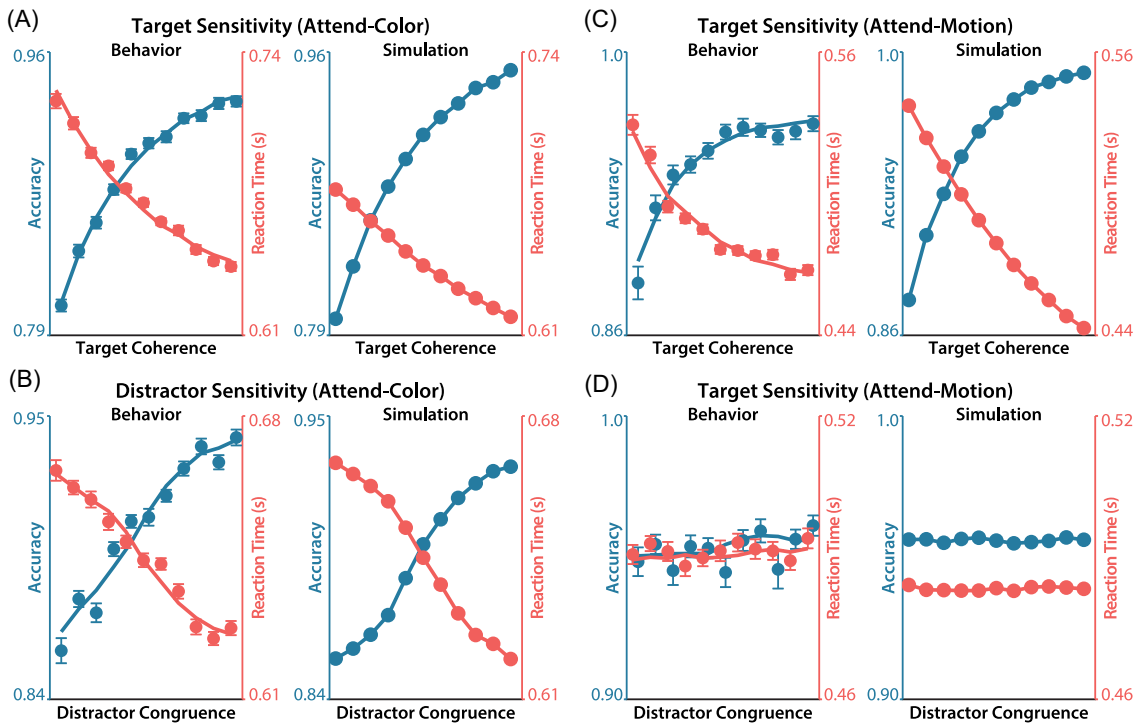 (A)
Target Sensitivity (Attend-Color)
Behavior
Simulation
0.96
0.74
0.96
0.74
Accuracy
Reaction Time (s)
Accuracy
Reaction Time (s)
0.79
0.61
0.79
0.61
Target Coherence
Target Coherence
(B)
Distractor Sensitivity (Attend-Color)
Behavior
Simulation
0.95
0.68
0.95
0.68
Accuracy
Reaction Time (s)
Accuracy
Reaction Time (s)
0.84
0.61
0.84
0.61
Distractor Congruence
Distractor Congruence
(C)
Target Sensitivity (Attend-Motion)
Behavior
Simulation
1.0
0.56
1.0
0.56
Accuracy
Reaction Time (s)
Accuracy
Reaction Time (s)
0.86
0.44
0.86
0.44
Target Coherence
Target Coherence
(D)
Target Sensitivity (Attend-Motion)
Behavior
Simulation
1.0
0.52
1.0
0.52
Accuracy
Reaction Time (s)
Accuracy
Reaction Time (s)
0.90
0.46
0.90
0.46
Distractor Congruence
Distractor Congruence